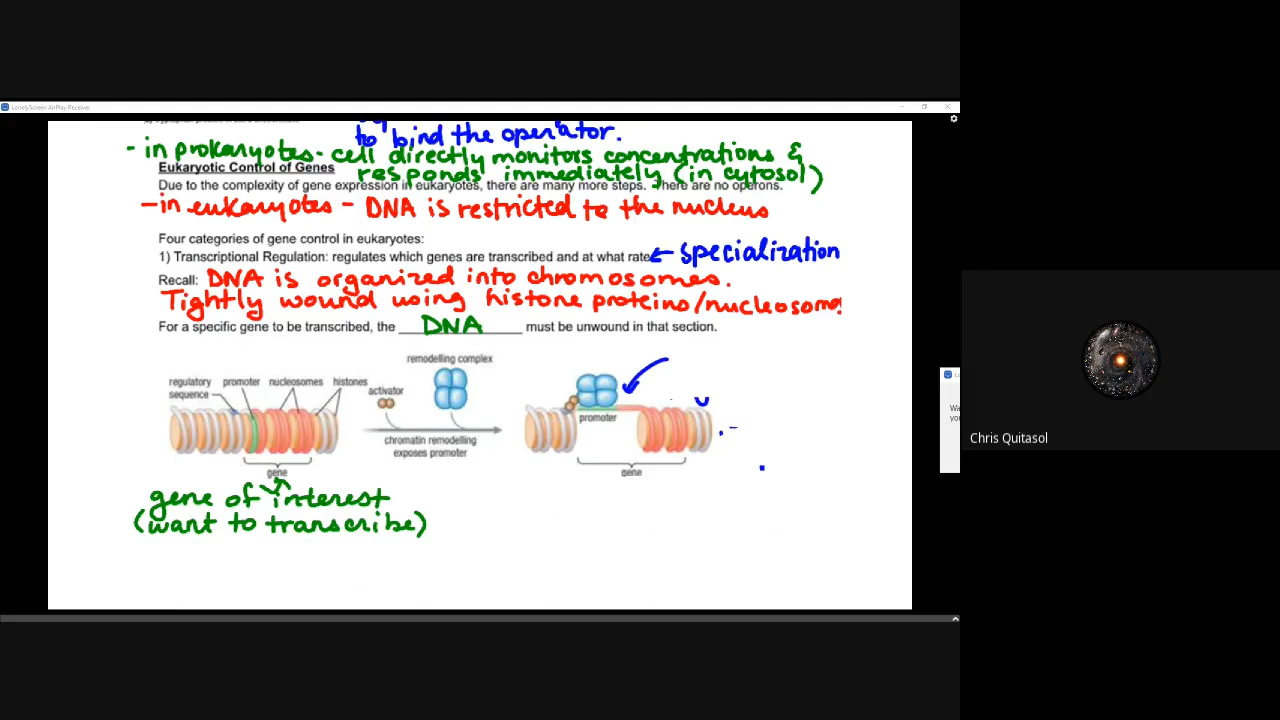 LonelyScreen AirPlay Receiver
to bind the operator.
- in prokaryotes - cell directly monitors concentrations &
Eukaryotic Control of Genes
responds immediately (in cytosol)
Due to the complexity of gene expression in eukaryotes, there are many more steps. There are no operons.
- in eukaryotes - DNA is restricted to the nucleus
Four categories of gene control in eukaryotes:
1) Transcriptional Regulation: regulates which genes are transcribed and at what rate ← specialization
Recall: DNA is organized into chromosomes.
Tightly wound using histone proteins/nucleosoma
For a specific gene to be transcribed, the DNA must be unwound in that section.
remodelling complex
regulatory sequence promoter nucleosomes histones activator
promoter
chromatin remodelling
exposes promoter
gene gene
gene of interest
(want to transcribe)
Chris Quitasol